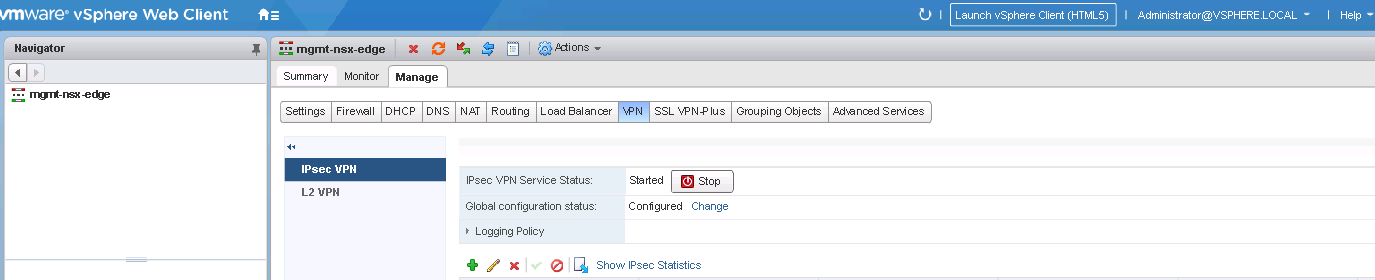 vmware® vSphere Web Client
Launch vSphere Client (HTML5) | Administrator@VSPHERE.LOCAL | Help
Navigator
mgmt-nsx-edge
mgmt-nsx-edge Actions
Summary Monitor Manage
Settings Firewall DHCP DNS NAT Routing Load Balancer VPN SSL VPN-Plus Grouping Objects Advanced Services
IPsec VPN
L2 VPN
IPsec VPN Service Status: Started Stop
Global configuration status: Configured Change
Logging Policy
Show IPsec Statistics